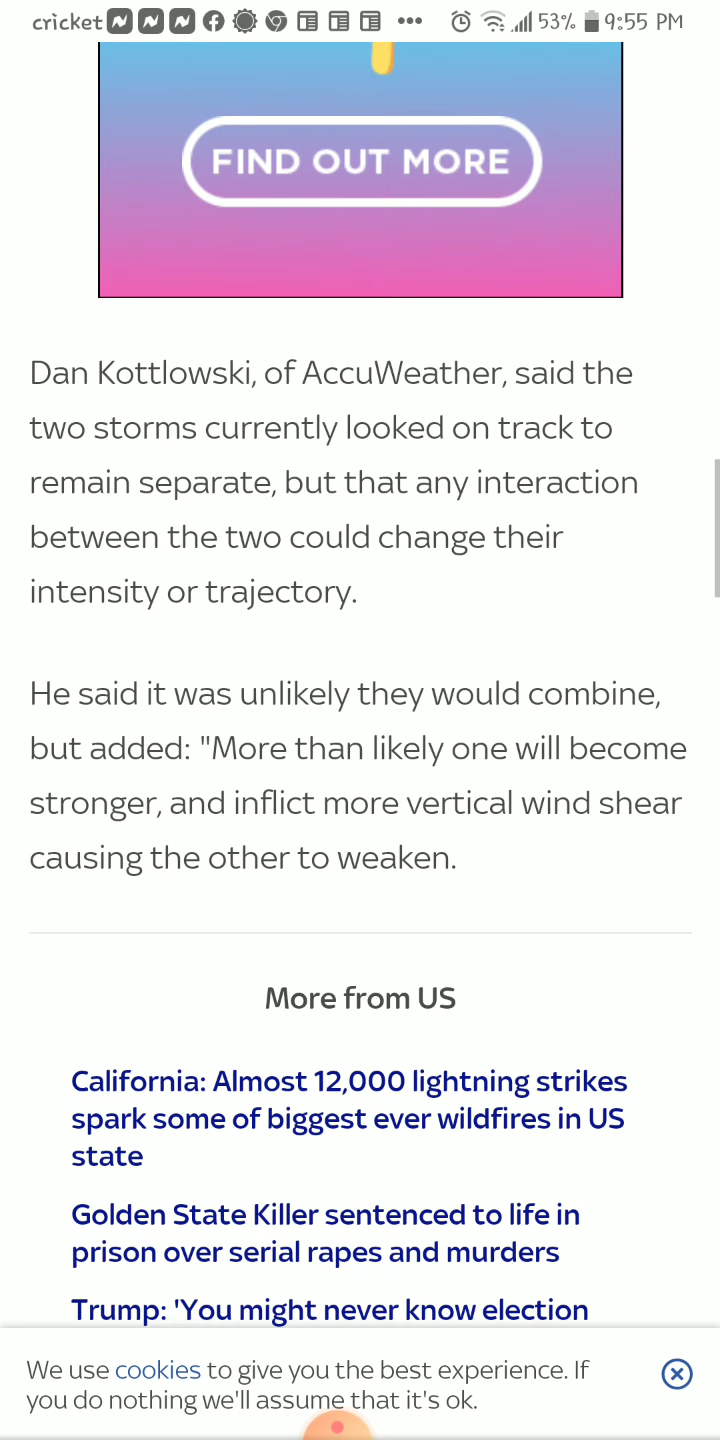 cricket 53% 9:55 PM
FIND OUT MORE
Dan Kottlowski, of AccuWeather, said the
two storms currently looked on track to
remain separate, but that any interaction
between the two could change their
intensity or trajectory.
He said it was unlikely they would combine,
but added: "More than likely one will become
stronger, and inflict more vertical wind shear
causing the other to weaken.
More from US
California: Almost 12,000 lightning strikes
spark some of biggest ever wildfires in US
state
Golden State Killer sentenced to life in
prison over serial rapes and murders
Trump: 'You might never know election
We use cookies to give you the best experience. If
you do nothing we'll assume that it's ok.